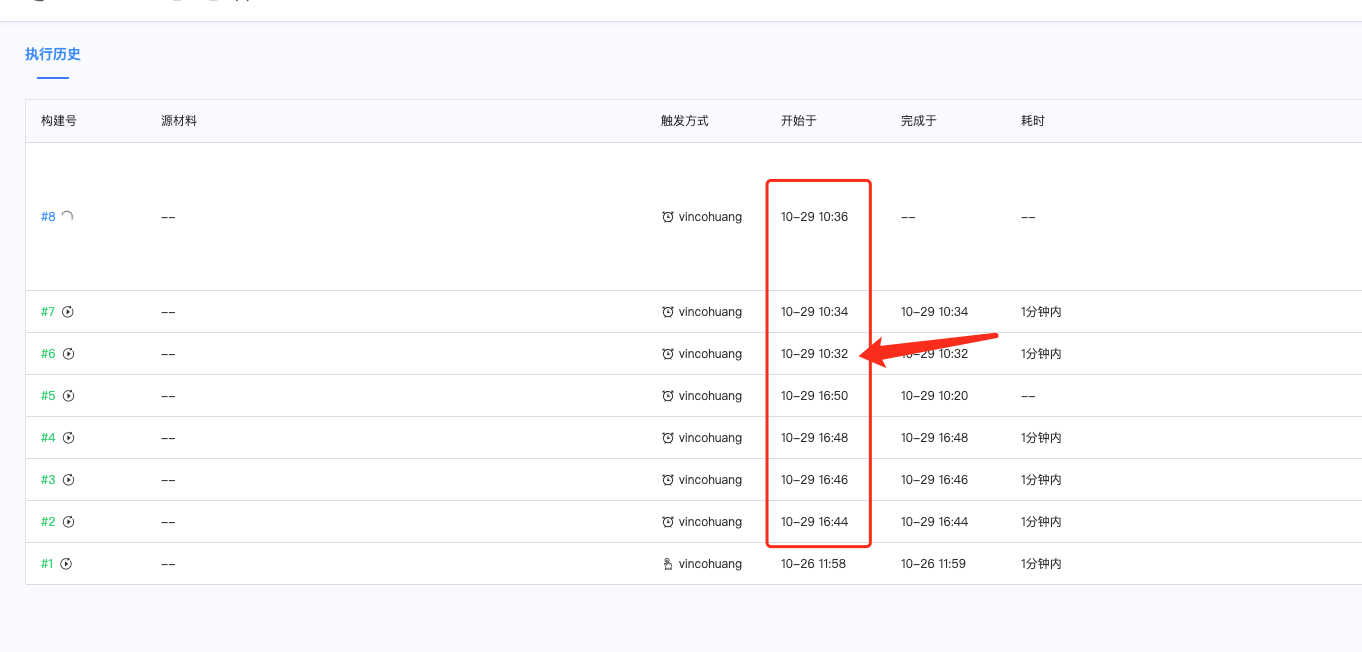 执行历史
构建号 源材料 触发方式 开始于 完成于 耗时
#8 -- vincohuang 10-29 10:36 -- --
#7 -- vincohuang 10-29 10:34 10-29 10:34 1分钟内
#6 -- vincohuang 10-29 10:32 10-29 10:32 1分钟内
#5 -- vincohuang 10-29 16:50 10-29 10:20 --
#4 -- vincohuang 10-29 16:48 10-29 16:48 1分钟内
#3 -- vincohuang 10-29 16:46 10-29 16:46 1分钟内
#2 -- vincohuang 10-29 16:44 10-29 16:44 1分钟内
#1 -- vincohuang 10-26 11:58 10-26 11:59 1分钟内